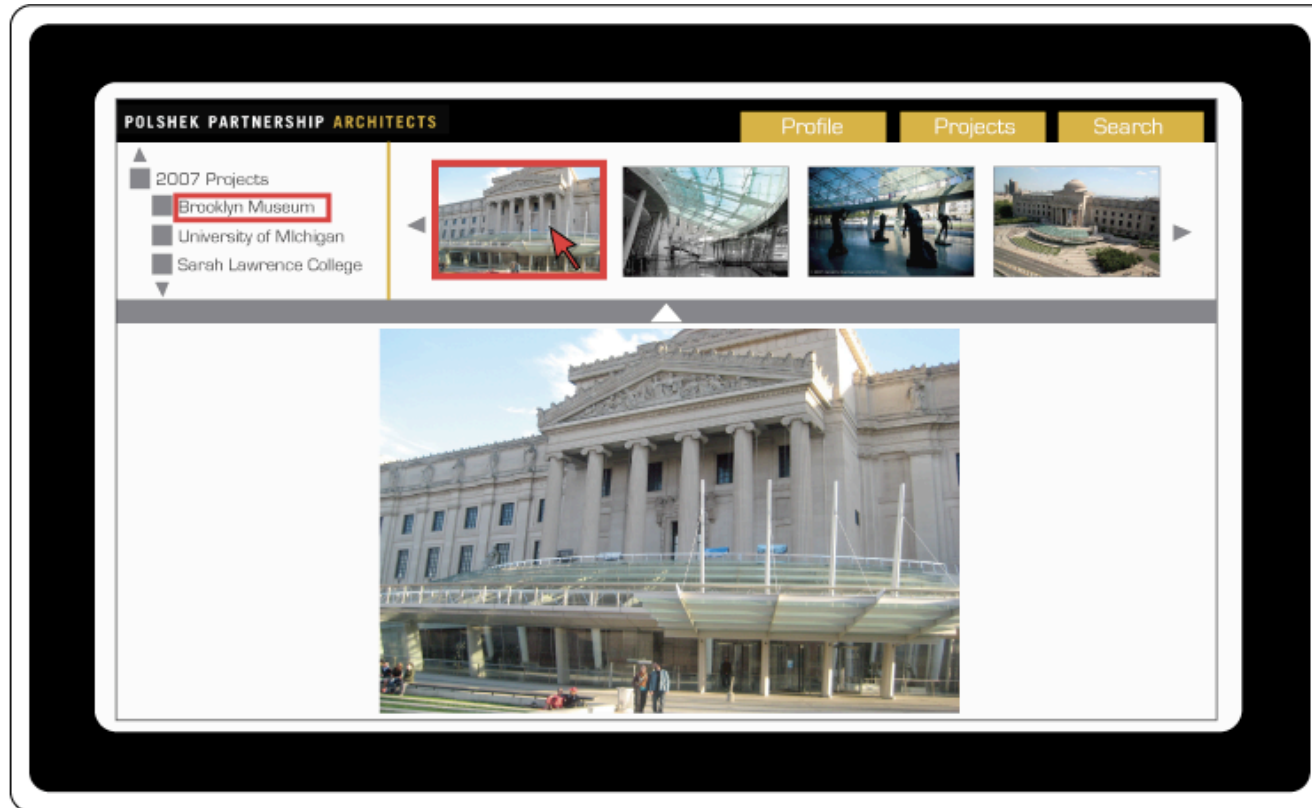 POLSHEK PARTNERSHIP ARCHITECTS
Profile
Projects
Search
2007 Projects
Brooklyn Museum
University of MIchigan
Sarah Lawrence College